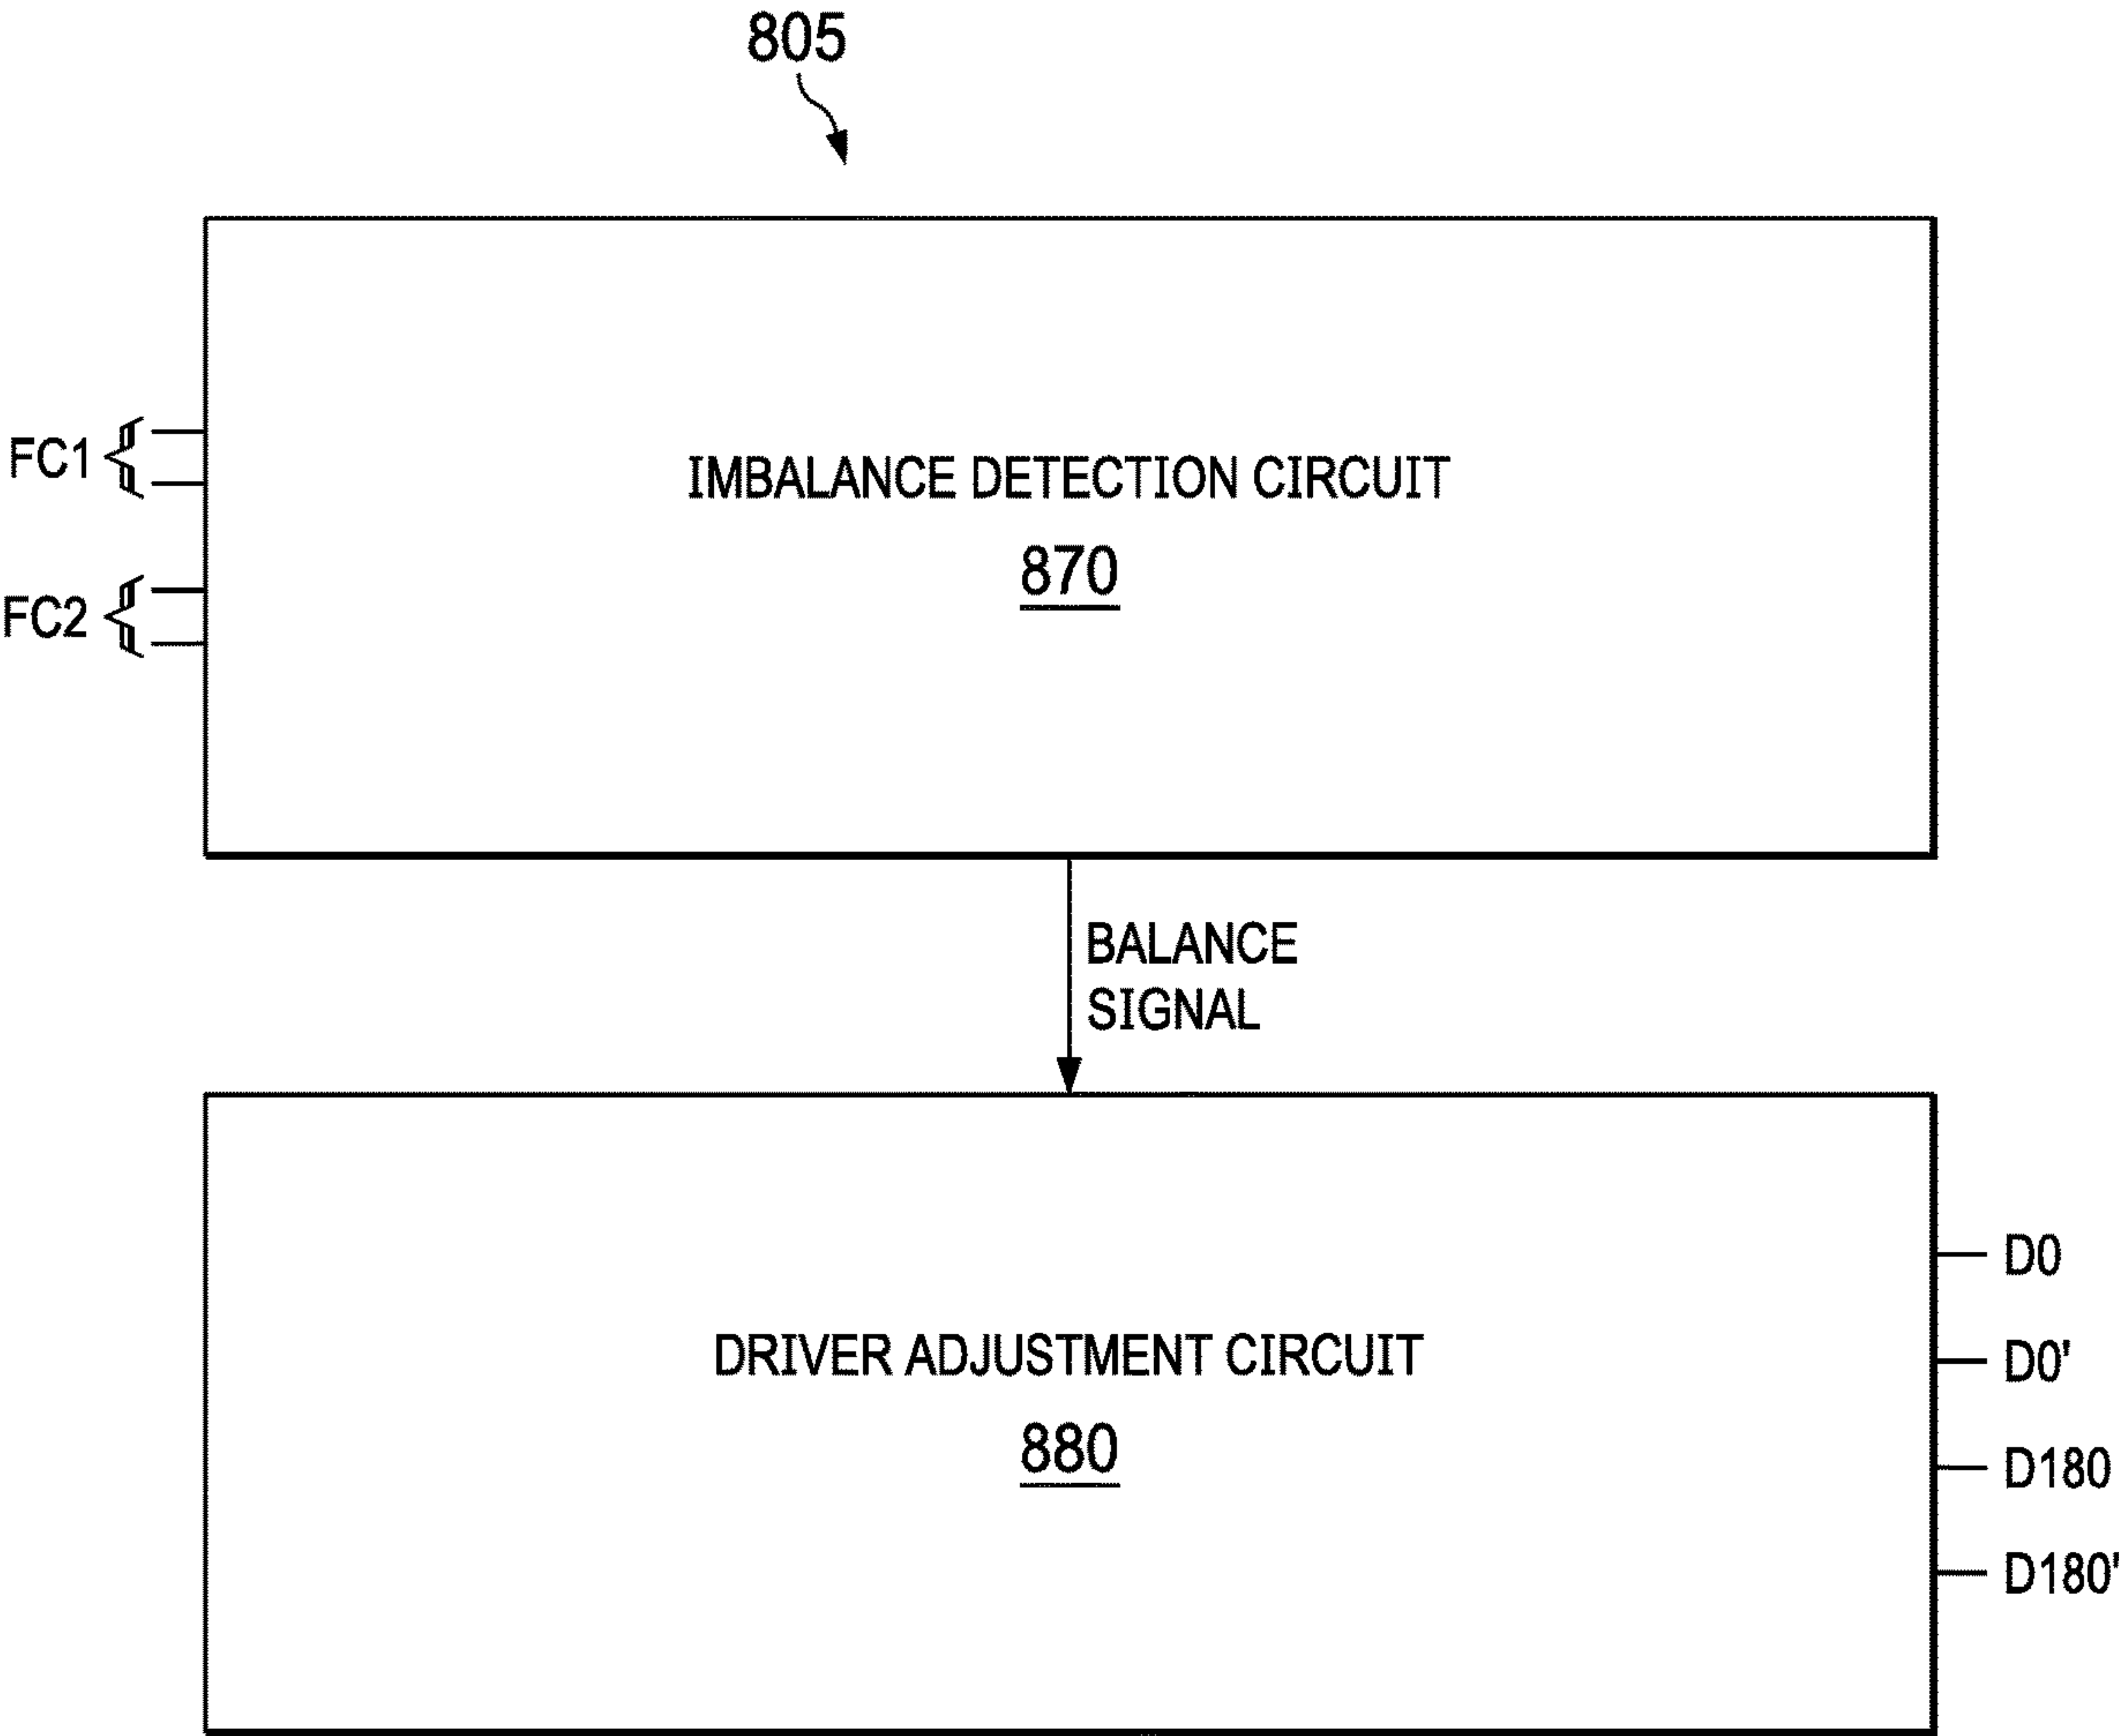 805
FC1
IMBALANCE DETECTION CIRCUIT
870
FC2
BALANCE
SIGNAL
D0
DRIVER ADJUSTMENT CIRCUIT
D0'
880
D180
D180'